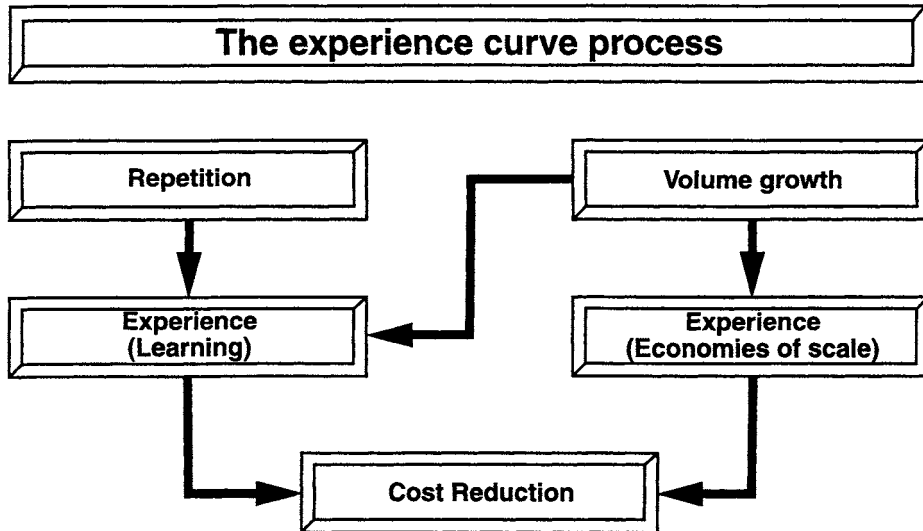 The experience curve process
Repetition
Volume growth
Experience
(Learning)
Experience
(Economies of scale)
Cost Reduction